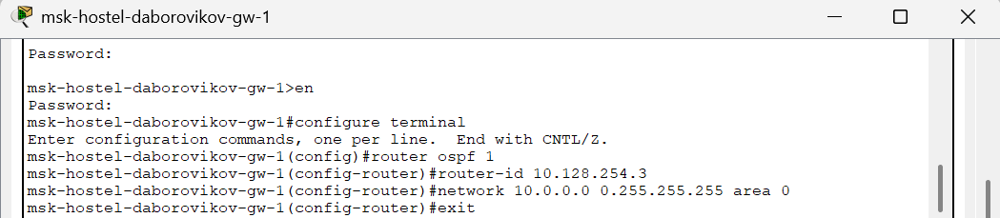 msk-hostel-daborovikov-gw-1
Password:
msk-hostel-daborovikov-gw-1>en
Password:
msk-hostel-daborovikov-gw-1#configure terminal
Enter configuration commands, one per line.  End with CNTL/Z.
msk-hostel-daborovikov-gw-1(config)#router ospf 1
msk-hostel-daborovikov-gw-1(config-router)#router-id 10.128.254.3
msk-hostel-daborovikov-gw-1(config-router)#network 10.0.0.0 0.255.255.255 area 0
msk-hostel-daborovikov-gw-1(config-router)#exit